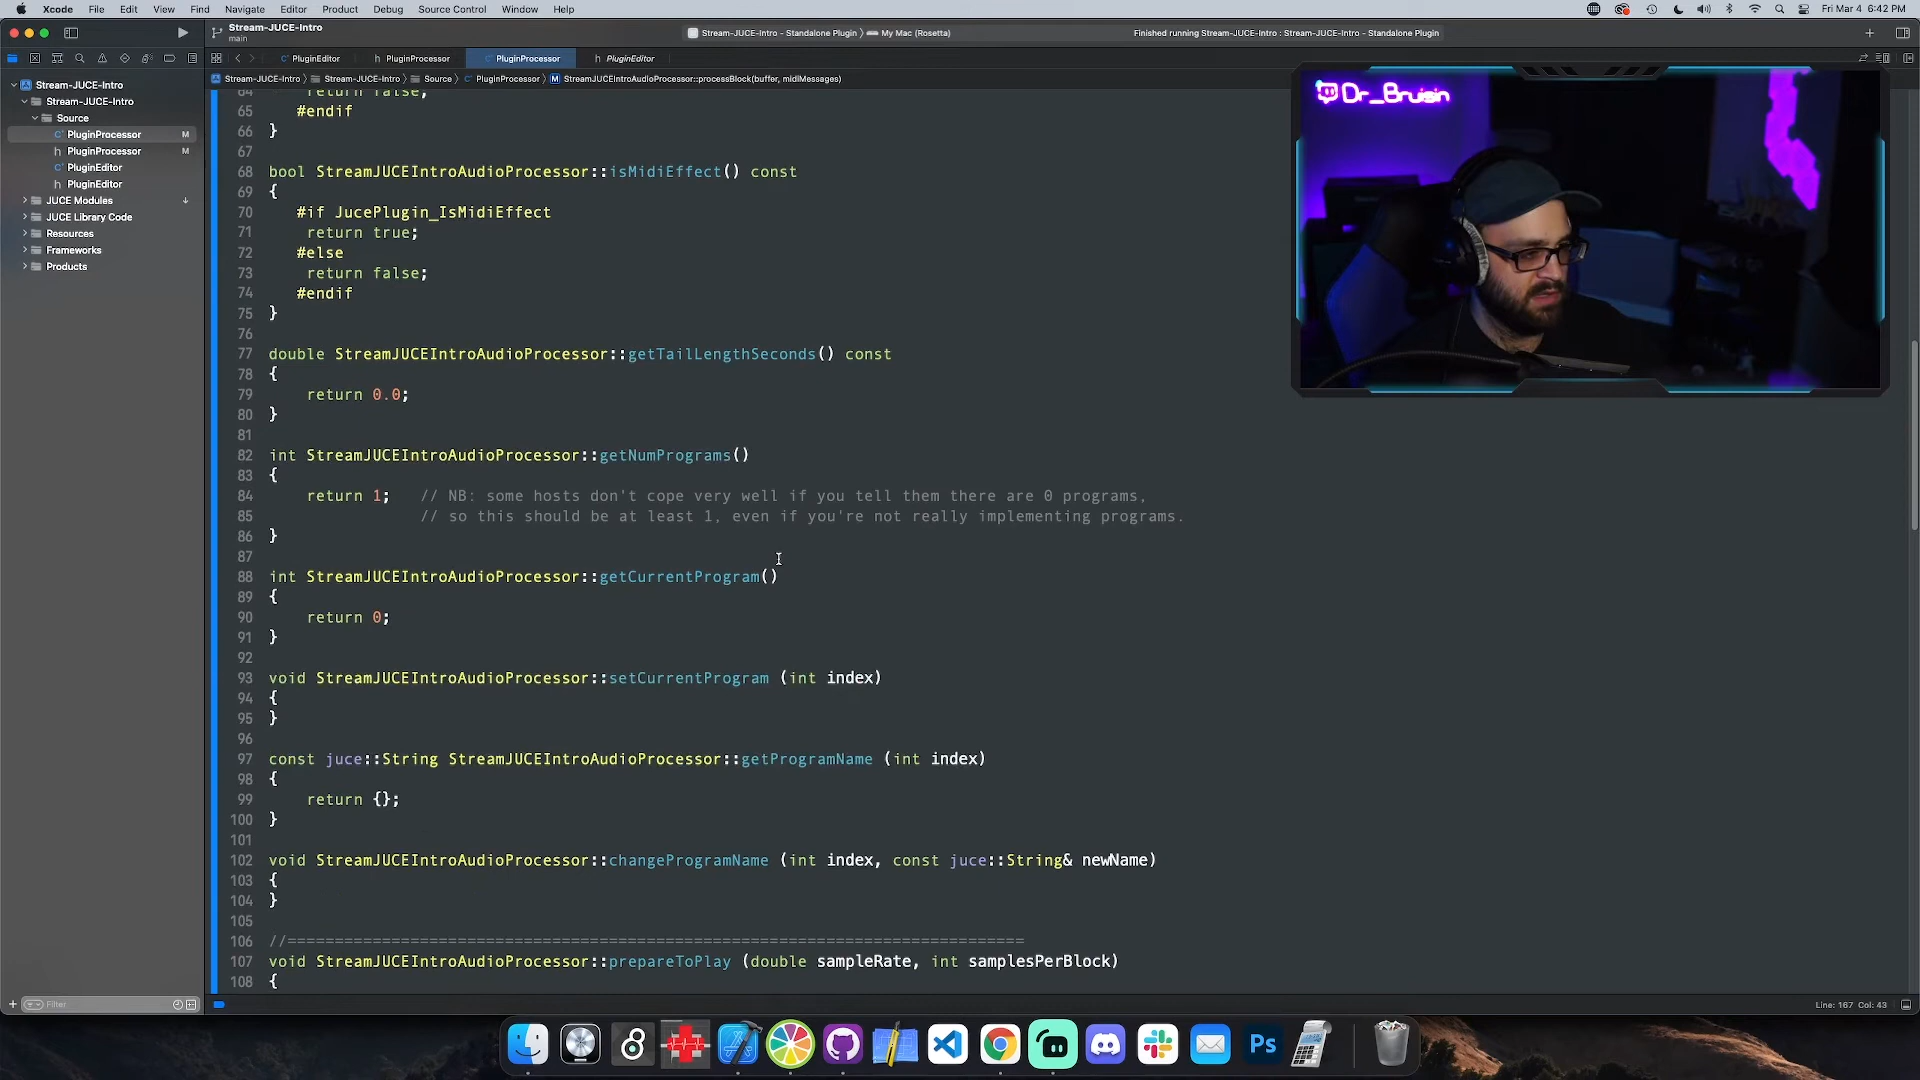 Xcode File Edit View Find Navigate Editor Product Debug Source Control Window Help
Fri Mar 4 6:42 PM
Stream-JUCE-Intro
main
Stream-JUCE-Intro - Standalone Plugin
My Mac (Rosetta)
Finished running Stream-JUCE-Intro : Stream-JUCE-Intro - Standalone Plugin
PluginEditor
PluginProcessor
PluginProcessor
PluginEditor
Stream-JUCE-Intro
Stream-JUCE-Intro
Source
PluginProcessor
StreamJUCEIntroAudioProcessor::processBlock(buffer, midiMessages)
Stream-JUCE-Intro
Stream-JUCE-Intro
Source
PluginProcessor M
PluginProcessor M
PluginEditor
PluginEditor
JUCE Modules
JUCE Library Code
Resources
Frameworks
Products
Filter
64 return false;
65 #endif
66 }
67
68 bool StreamJUCEIntroAudioProcessor::isMidiEffect() const
69 {
70 #if JucePlugin_IsMidiEffect
71 return true;
72 #else
73 return false;
74 #endif
75 }
76
77 double StreamJUCEIntroAudioProcessor::getTailLengthSeconds() const
78 {
79 return 0.0;
80 }
81
82 int StreamJUCEIntroAudioProcessor::getNumPrograms()
83 {
84 return 1; // NB: some hosts don't cope very well if you tell them there are 0 programs,
85 // so this should be at least 1, even if you're not really implementing programs.
86 }
87
88 int StreamJUCEIntroAudioProcessor::getCurrentProgram()
89 {
90 return 0;
91 }
92
93 void StreamJUCEIntroAudioProcessor::setCurrentProgram (int index)
94 {
95 }
96
97 const juce::String StreamJUCEIntroAudioProcessor::getProgramName (int index)
98 {
99 return {};
100 }
101
102 void StreamJUCEIntroAudioProcessor::changeProgramName (int index, const juce::String& newName)
103 {
104 }
105
106 //==============================================================================
107 void StreamJUCEIntroAudioProcessor::prepareToPlay (double sampleRate, int samplesPerBlock)
108 {
Dr_Bruisin
Line: 167 Col: 43
Ps